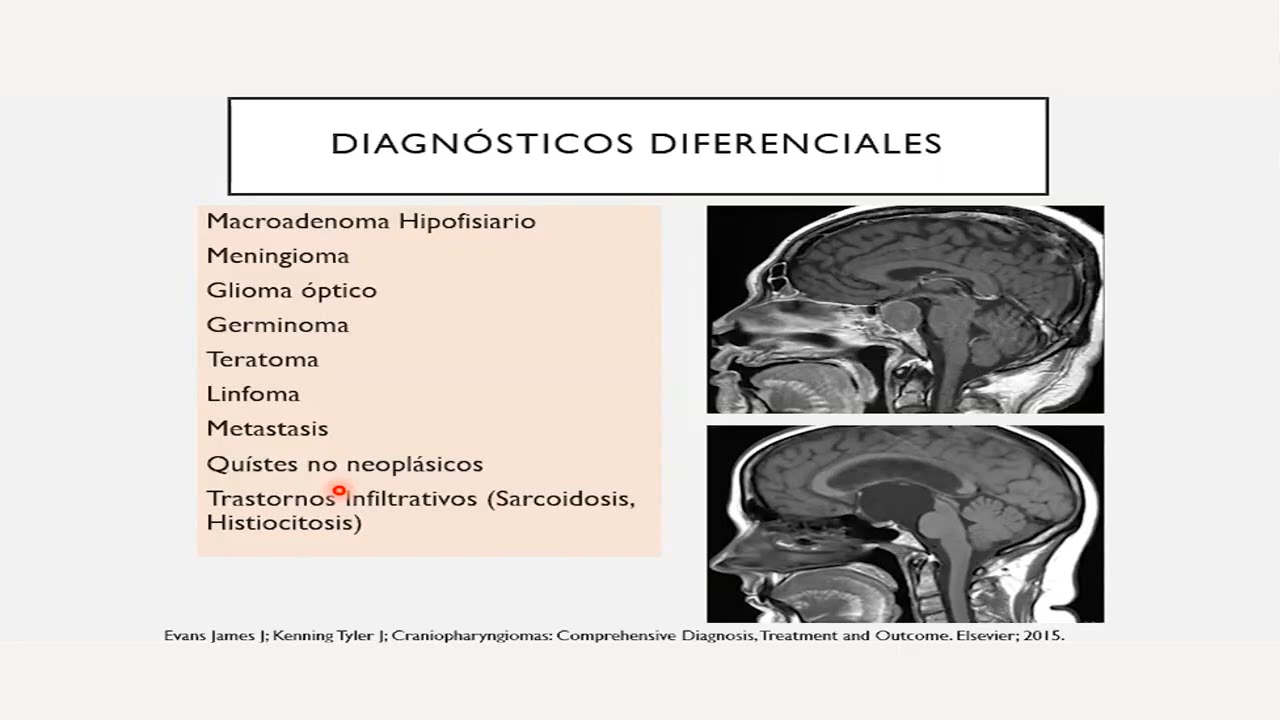 DIAGNÓSTICOS DIFERENCIALES
Macroadenoma Hipofisiario
Meningioma
Glioma óptico
Germinoma
Teratoma
Linfoma
Metastasis
Quístes no neoplásicos
Trastornos infiltrativos (Sarcoidosis,
Histiocitosis)
Evans James J; Kenning Tyler J; Craniopharyngiomas: Comprehensive Diagnosis, Treatment and Outcome. Elsevier; 2015.